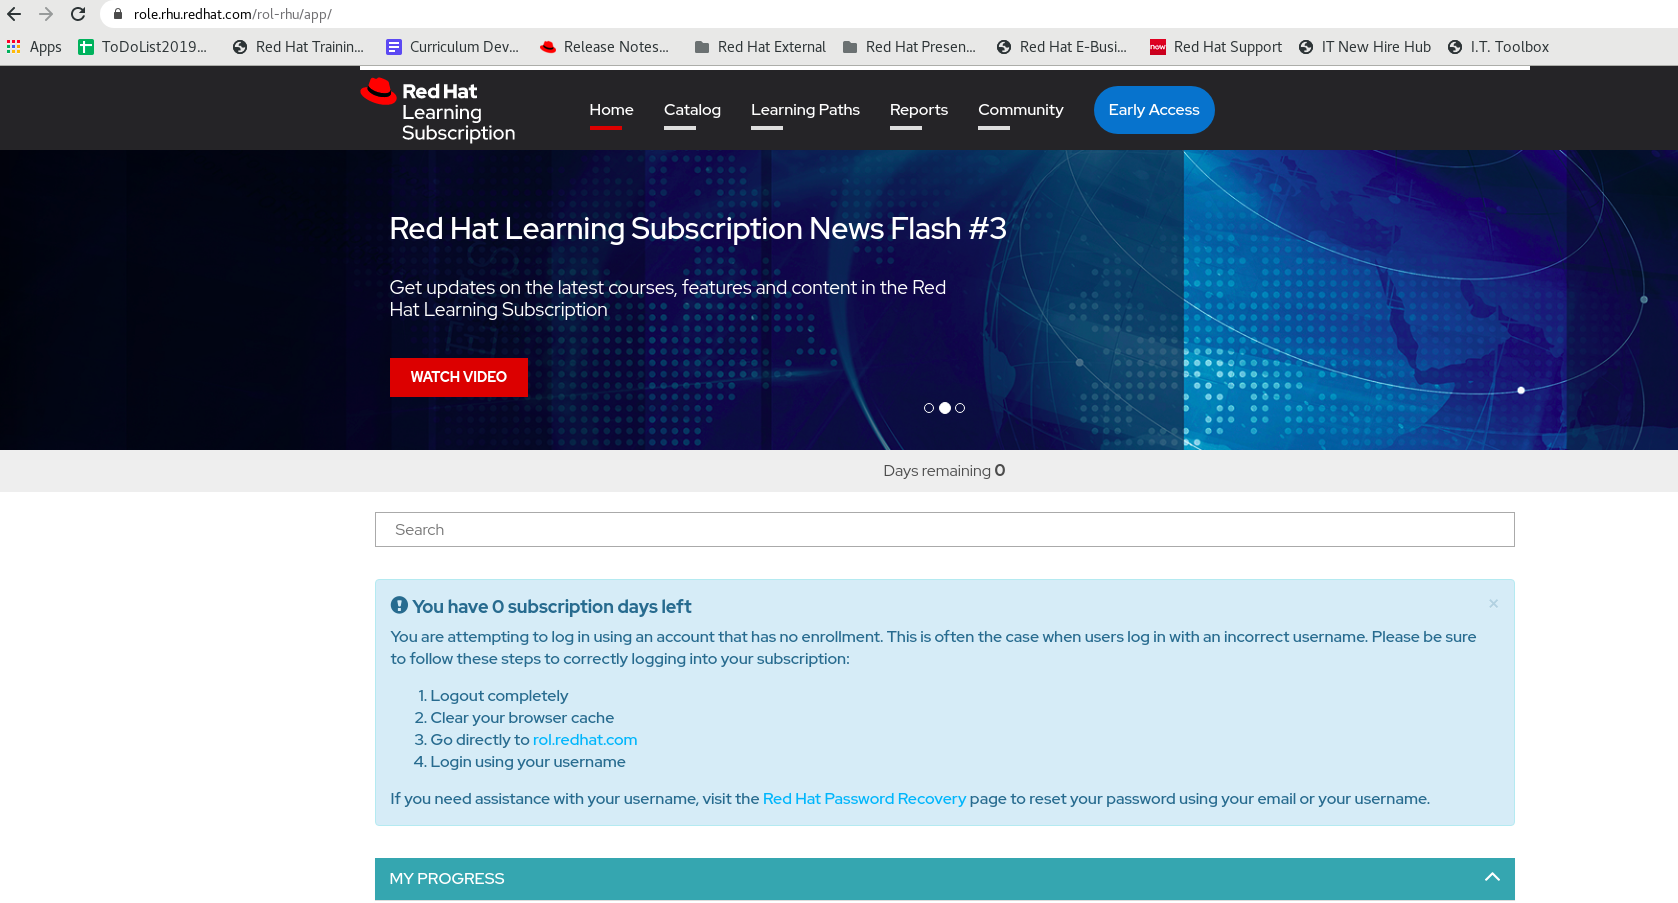 role.rhu.redhat.com/rol-rhu/app/
Apps ToDoList2019... Red Hat Trainin... Curriculum Dev... Release Notes... Red Hat External Red Hat Presen... Red Hat E-Busi... now Red Hat Support IT New Hire Hub I.T. Toolbox
Red Hat
Learning
Subscription
Home Catalog Learning Paths Reports Community Early Access
Red Hat Learning Subscription News Flash #3
Get updates on the latest courses, features and content in the Red
Hat Learning Subscription
WATCH VIDEO
Days remaining 0
Search
You have 0 subscription days left ×
You are attempting to log in using an account that has no enrollment. This is often the case when users log in with an incorrect username. Please be sure
to follow these steps to correctly logging into your subscription:
1. Logout completely
2. Clear your browser cache
3. Go directly to rol.redhat.com
4. Login using your username
If you need assistance with your username, visit the Red Hat Password Recovery page to reset your password using your email or your username.
MY PROGRESS